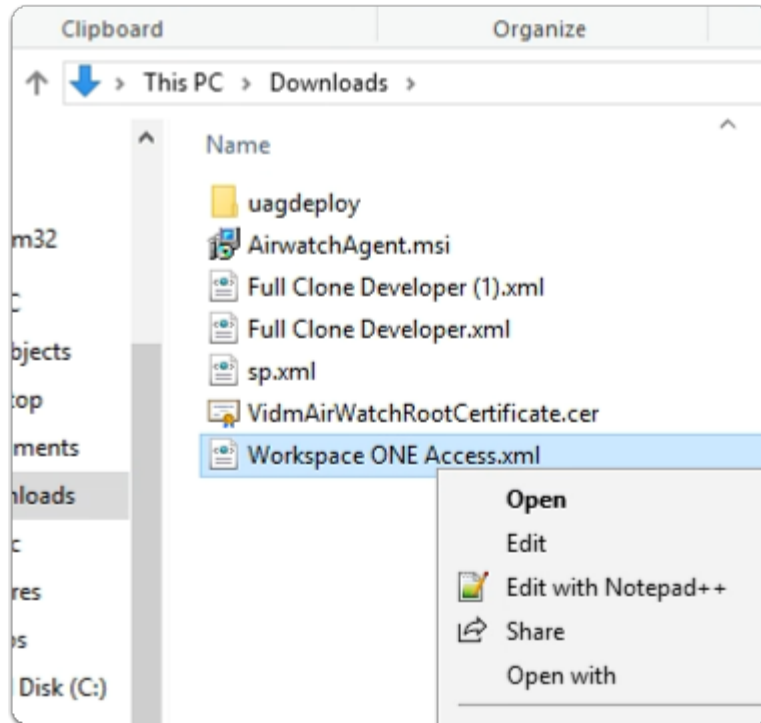 Clipboard
Organize
This PC > Downloads >
Name
uagdeploy
m32
AirwatchAgent.msi
C
Full Clone Developer (1).xml
bjects
Full Clone Developer.xml
top
sp.xml
ments
VidmAirWatchRootCertificate.cer
Workspace ONE Access.xml
nloads
Open
c
Edit
res
Edit with Notepad++
os
Share
Disk (C:)
Open with